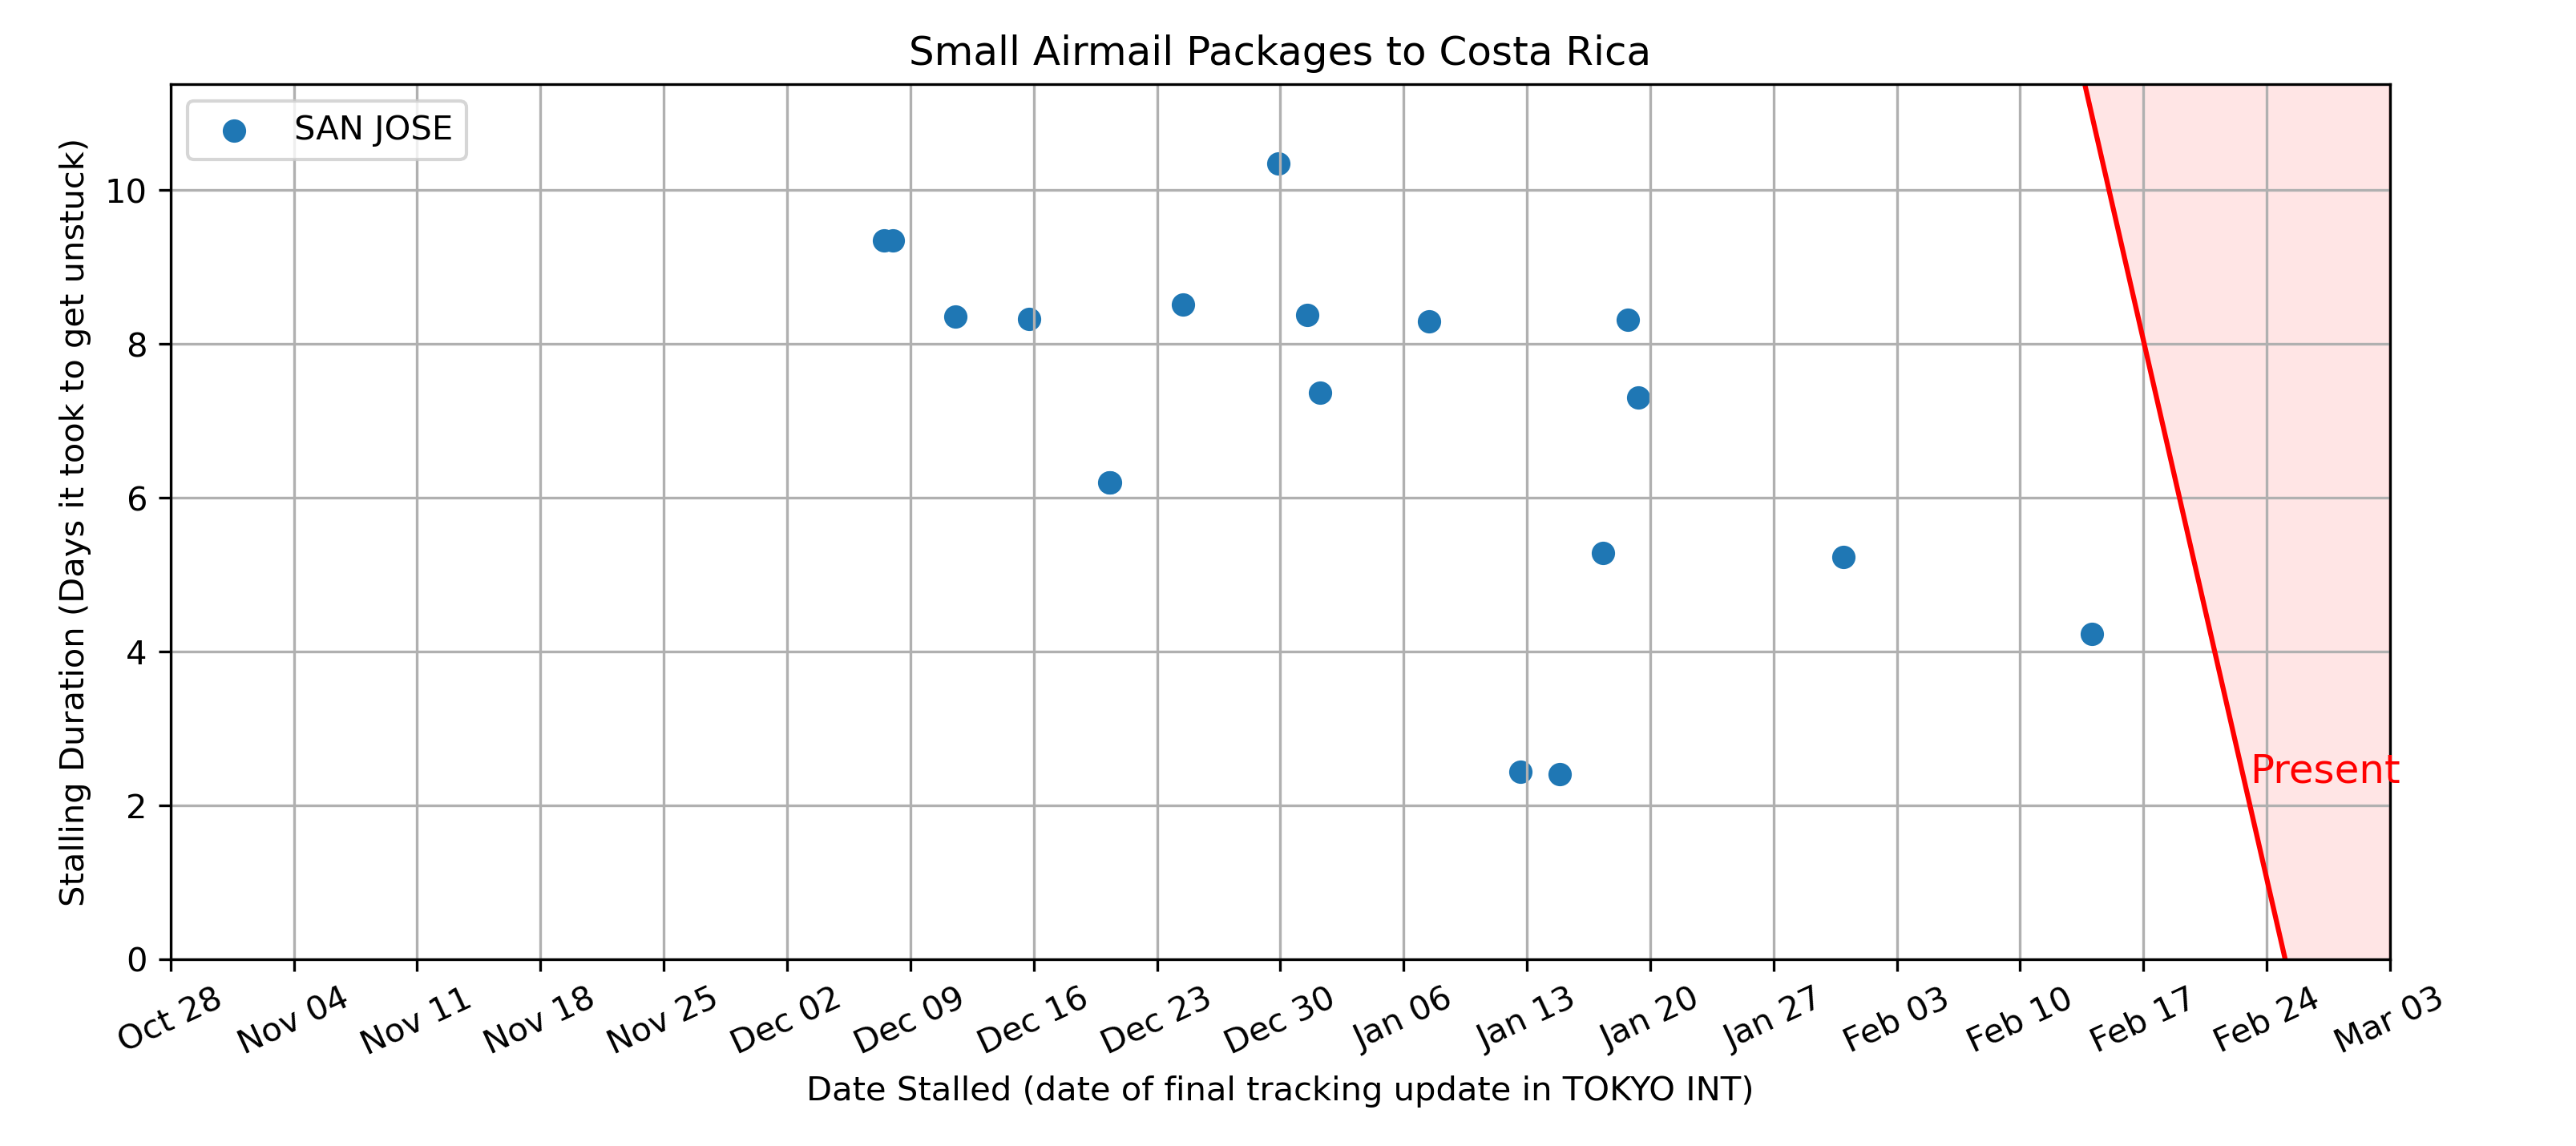 Small Airmail Packages to Costa Rica
SAN JOSE
Stalling Duration (Days it took to get unstuck)
10
8
6
4
2
0
Present
Oct 28
Nov 04
Nov 11
Nov 18
Nov 25
Dec 02
Dec 09
Dec 16
Dec 23
Dec 30
Jan 06
Jan 13
Jan 20
Jan 27
Feb 03
Feb 10
Feb 17
Feb 24
Mar 03
Date Stalled (date of final tracking update in TOKYO INT)